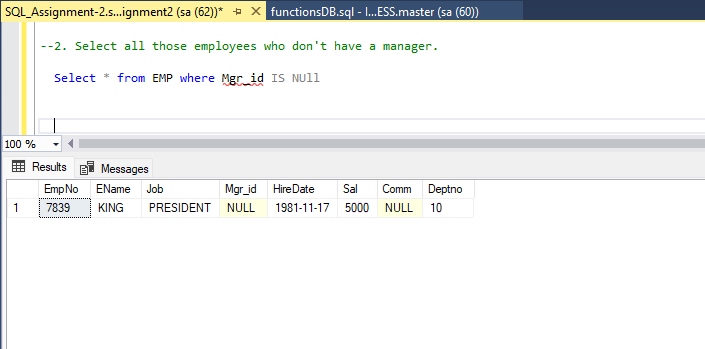 SQL_Assignment-2.s...ignment2 (sa (62))* functionsDB.sql - l...ESS.master (sa (60))
--2. Select all those employees who don't have a manager.
Select * from EMP where Mgr_id IS NUll
100 %
Results Messages
EmpNo EName Job Mgr_id HireDate Sal Comm Deptno
1 7839 KING PRESIDENT NULL 1981-11-17 5000 NULL 10